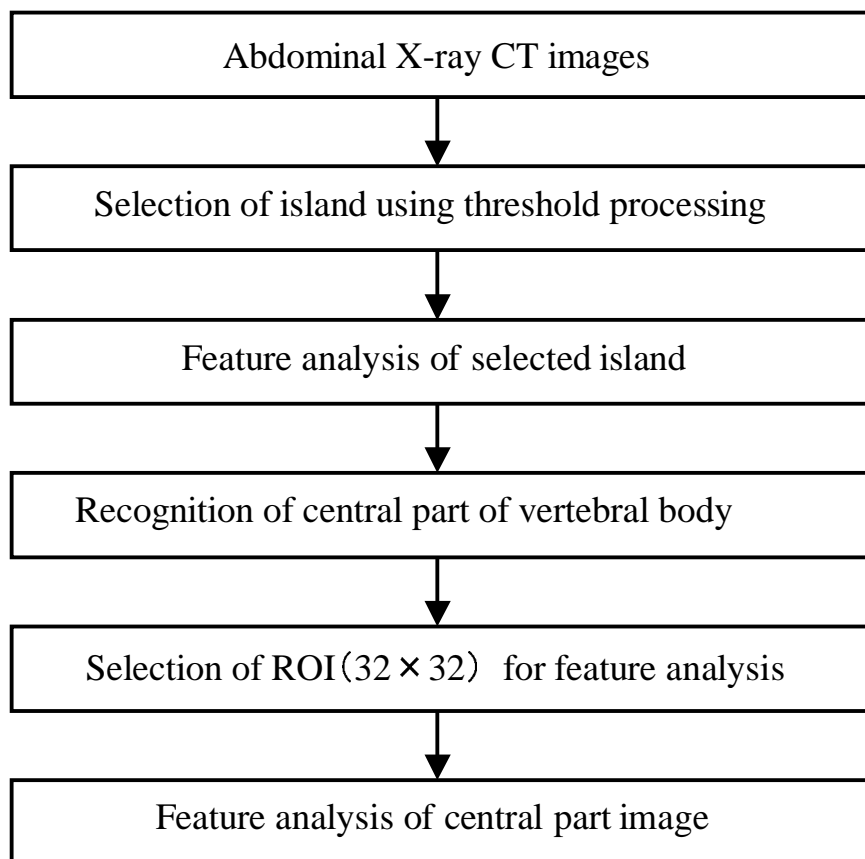 Abdominal X-ray CT images
Selection of island using threshold processing
Feature analysis of selected island
Recognition of central part of vertebral body
Selection of ROI(32×32) for feature analysis
Feature analysis of central part image